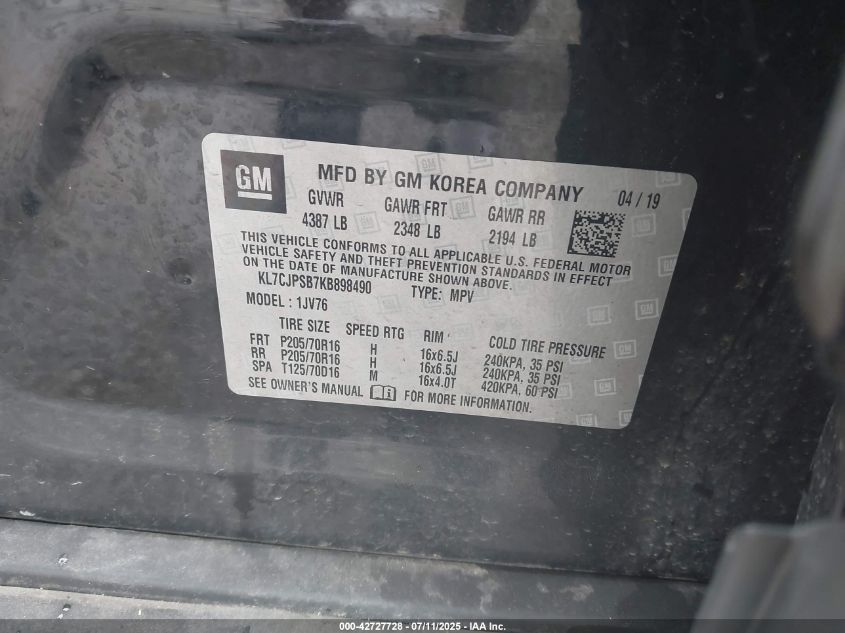 GM
MFD BY GM KOREA COMPANY 04 / 19
GVWR GAWR FRT GAWR RR
4387 LB 2348 LB 2194 LB
THIS VEHICLE CONFORMS TO ALL APPLICABLE U.S. FEDERAL MOTOR
VEHICLE SAFETY AND THEFT PREVENTION STANDARDS IN EFFECT
ON THE DATE OF MANUFACTURE SHOWN ABOVE.
KL7CJPSB7KB898490 TYPE: MPV
MODEL : 1JV76
TIRE SIZE SPEED RTG RIM COLD TIRE PRESSURE
FRT P205/70R16 H 16x6.5J 240KPA, 35 PSI
RR P205/70R16 H 16x6.5J 240KPA, 35 PSI
SPA T125/70D16 M 16x4.0T 420KPA, 60 PSI
SEE OWNER'S MANUAL FOR MORE INFORMATION.
000-42727728 - 07/11/2025 - IAA Inc.